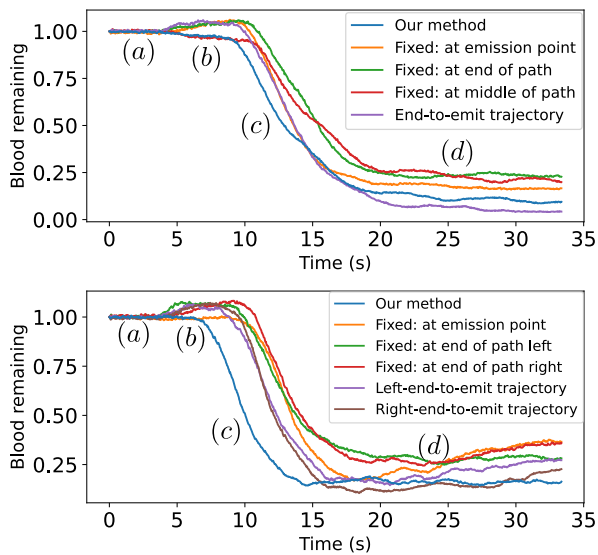 1.00
0.75
0.50
0.25
0.00
Blood remaining
(a)
(b)
(c)
(d)
Our method
Fixed: at emission point
Fixed: at end of path
Fixed: at middle of path
End-to-emit trajectory
0 5 10 15 20 25 30 35
Time (s)
1.00
0.75
0.50
0.25
Blood remaining
(a)
(b)
(c)
(d)
Our method
Fixed: at emission point
Fixed: at end of path left
Fixed: at end of path right
Left-end-to-emit trajectory
Right-end-to-emit trajectory
0 5 10 15 20 25 30 35
Time (s)